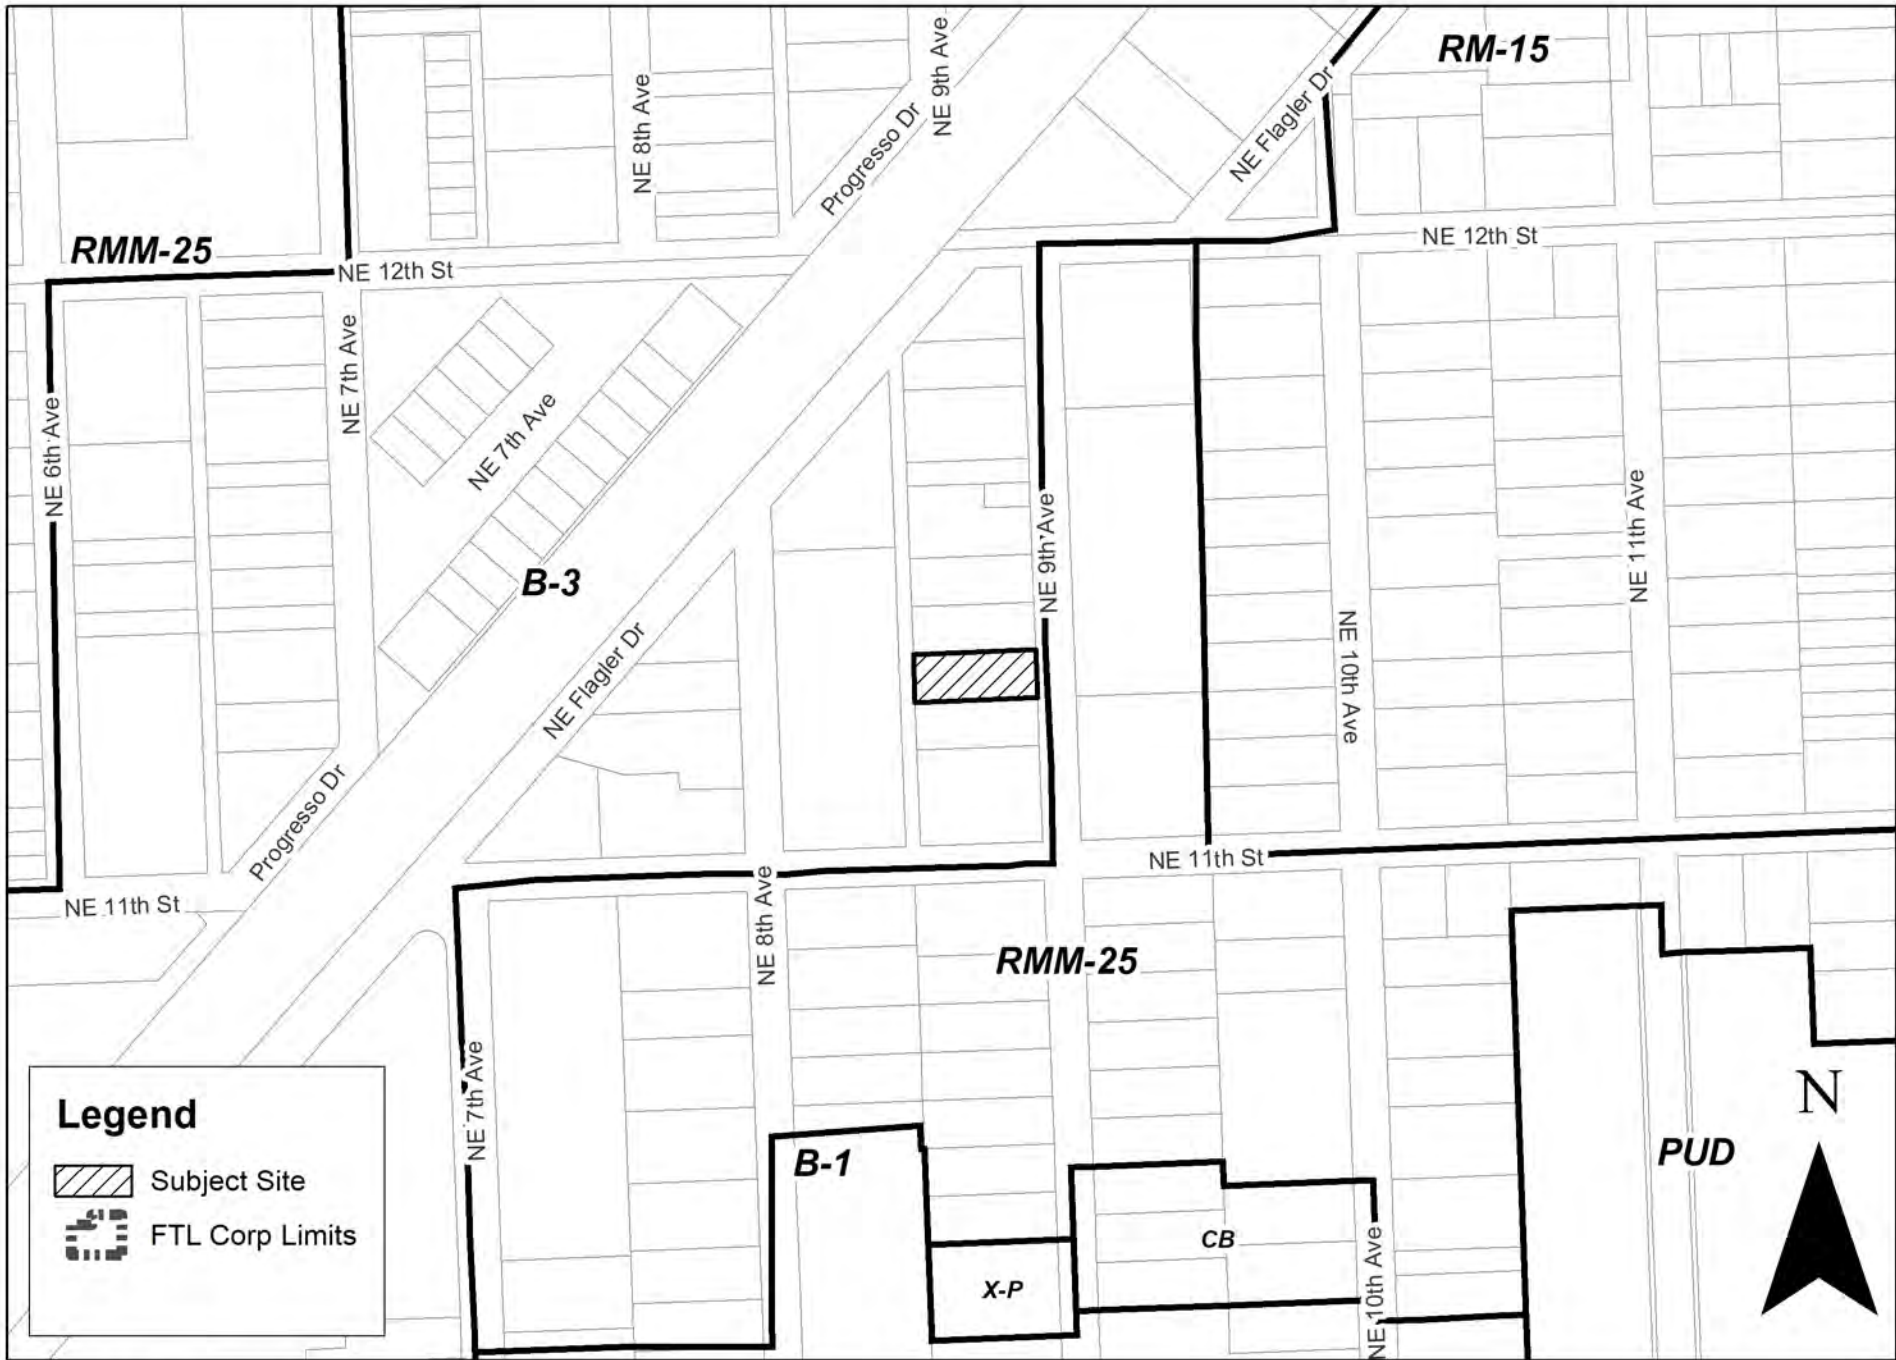 RM-15
NE 9th Ave
NE 8th Ave
Progresso Dr
NE Flagler Dr
RMM-25
NE 12th St
NE 12th St
NE 7th Ave
NE 6th Ave
NE 7th Ave
NE 9th Ave
NE 11th Ave
B-3
NE Flagler Dr
NE 10th Ave
Progresso Dr
NE 11th St
NE 11th St
NE 8th Ave
RMM-25
NE 7th Ave
N
B-1
PUD
CB
X-P
NE 10th Ave
Legend
Subject Site
FTL Corp Limits